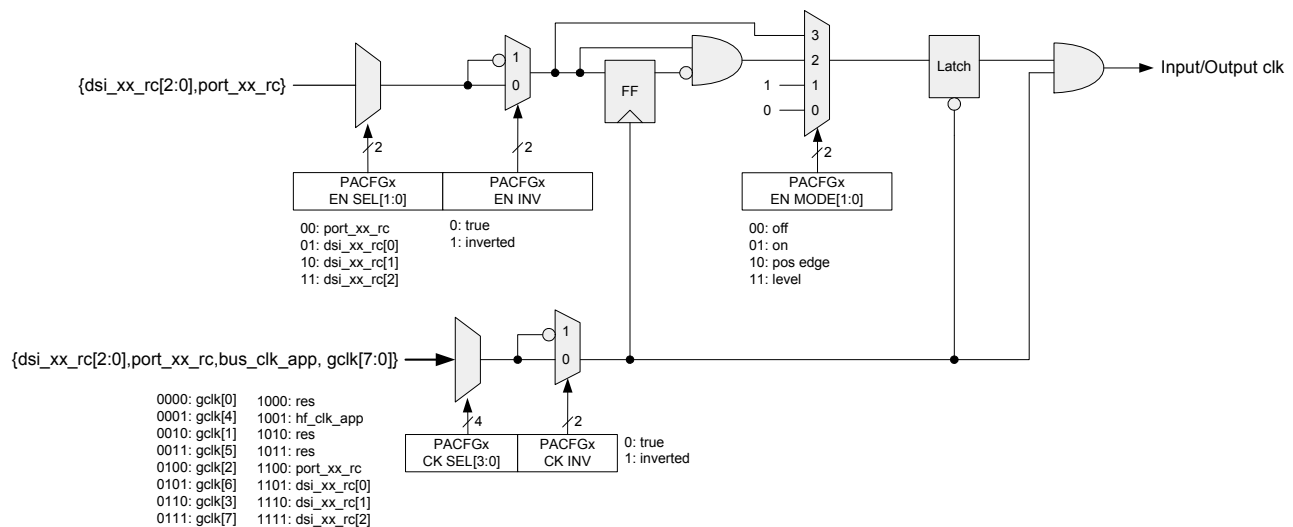 {dsi_xx_rc[2:0],port_xx_rc}
1
0
FF
3
2
1 1
0 0
Latch
Input/Output clk
2
2
2
PACFGx
EN SEL[1:0]
PACFGx
EN INV
PACFGx
EN MODE[1:0]
00: port_xx_rc
01: dsi_xx_rc[0]
10: dsi_xx_rc[1]
11: dsi_xx_rc[2]
0: true
1: inverted
00: off
01: on
10: pos edge
11: level
{dsi_xx_rc[2:0],port_xx_rc,bus_clk_app, gclk[7:0]}
1
0
0000: gclk[0]
0001: gclk[4]
0010: gclk[1]
0011: gclk[5]
0100: gclk[2]
0101: gclk[6]
0110: gclk[3]
0111: gclk[7]
1000: res
1001: hf_clk_app
1010: res
1011: res
1100: port_xx_rc
1101: dsi_xx_rc[0]
1110: dsi_xx_rc[1]
1111: dsi_xx_rc[2]
4
2
PACFGx
CK SEL[3:0]
PACFGx
CK INV
0: true
1: inverted